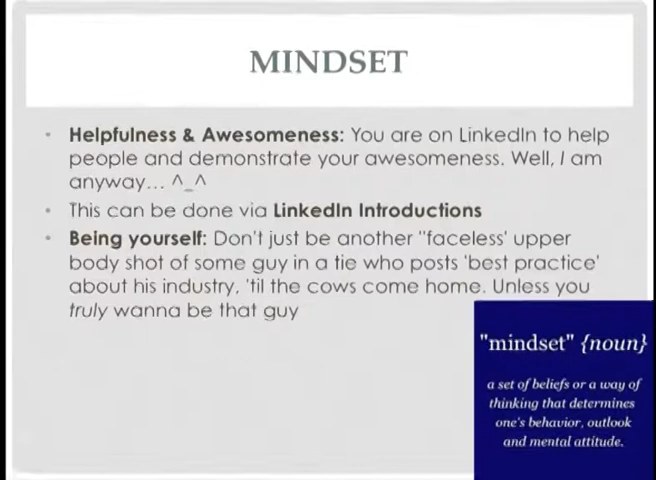 MINDSET
• Helpfulness & Awesomeness: You are on LinkedIn to help
people and demonstrate your awesomeness. Well, I am
anyway... ^_^
• This can be done via LinkedIn Introductions
• Being yourself: Don't just be another "faceless' upper
body shot of some guy in a tie who posts 'best practice'
about his industry, 'til the cows come home. Unless you
truly wanna be that guy
"mindset" {noun}
a set of beliefs or a way of
thinking that determines
one's behavior, outlook
and mental attitude.